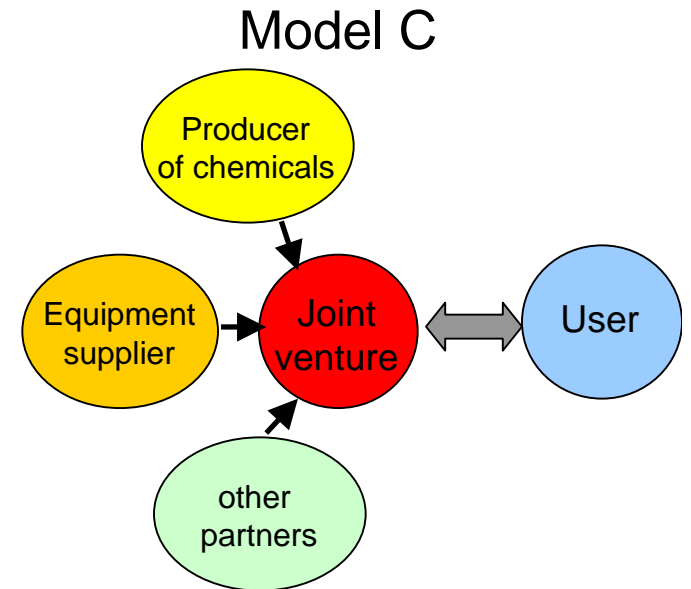 Model C
Producer
of chemicals
Equipment
supplier
Joint
venture
User
other
partners